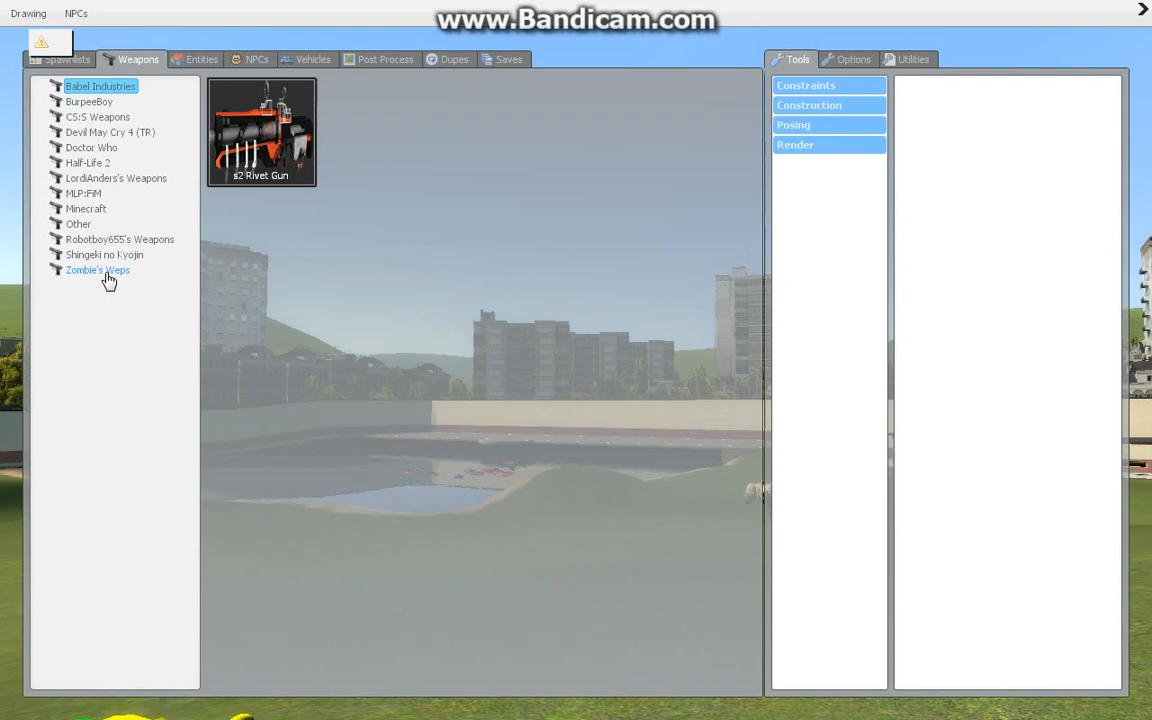 Drawing NPCs
www.Bandicam.com
Spawnlists Weapons Entities NPCs Vehicles Post Process Dupes Saves
Tools Options Utilities
Babel Industries
BurpeeBoy
CS:S Weapons
Devil May Cry 4 (TR)
Doctor Who
Half-Life 2
LordiAnders's Weapons
MLP:FiM
Minecraft
Other
Robotboy655's Weapons
Shingeki no Kyojin
Zombie's Weps
s2 Rivet Gun
Constraints
Construction
Posing
Render